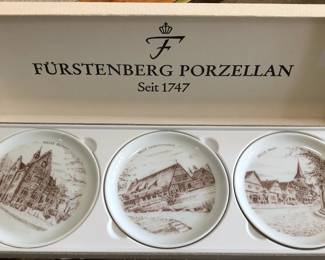 F
FÜRSTENBERG PORZELLAN
Seit 1747